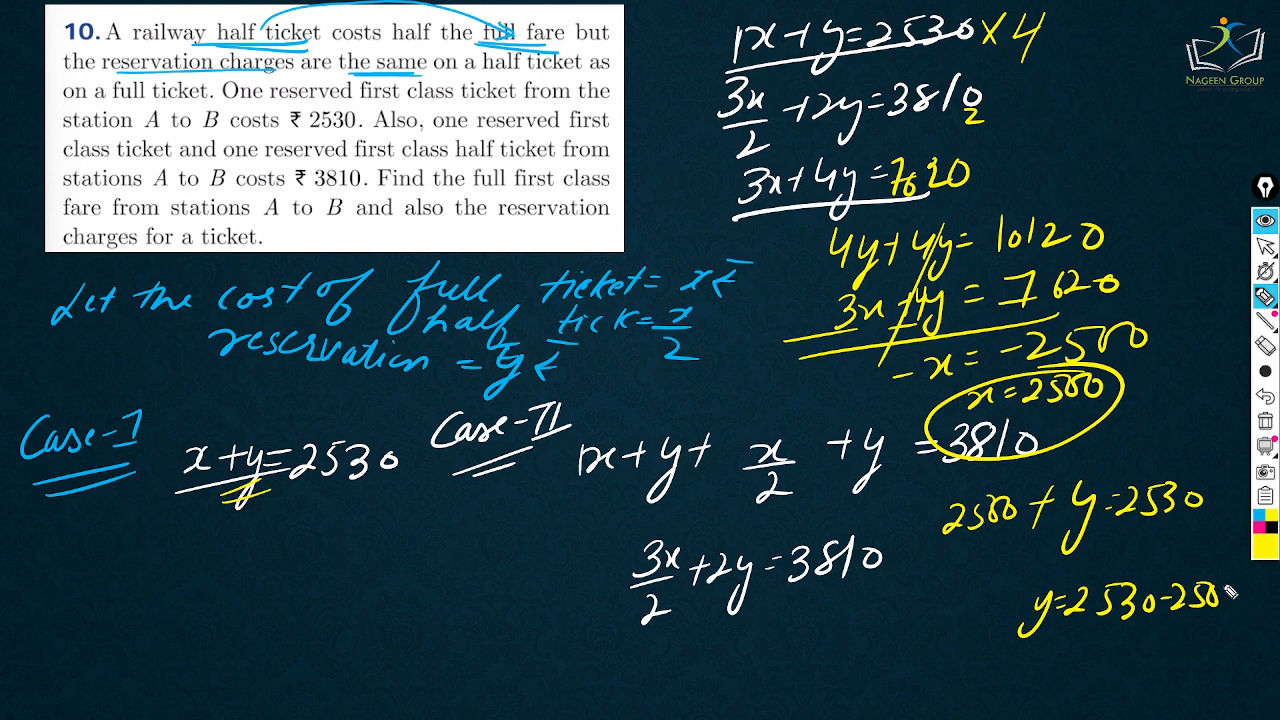 10. A railway half ticket costs half the full fare but
the reservation charges are the same on a half ticket as
on a full ticket. One reserved first class ticket from the
station A to B costs ₹ 2530. Also, one reserved first
class ticket and one reserved first class half ticket from
stations A to B costs ₹ 3810. Find the full first class
fare from stations A to B and also the reservation
charges for a ticket.
Let the cost of full ticket = x ₹
half tick = x/2
reservation = y ₹
Case-I
x+y=2530
Case-II
1x+y+ x/2 +y =3810
3x/2 +2y=3810
1x+y=2530×4
3x/2 +2y=3810
2
3x+4y=7620
4y+4y=10120
3x+4y=7620
-x=-2500
x=2500
2500+y=2530
y=2530-250
NAGEEN GROUP